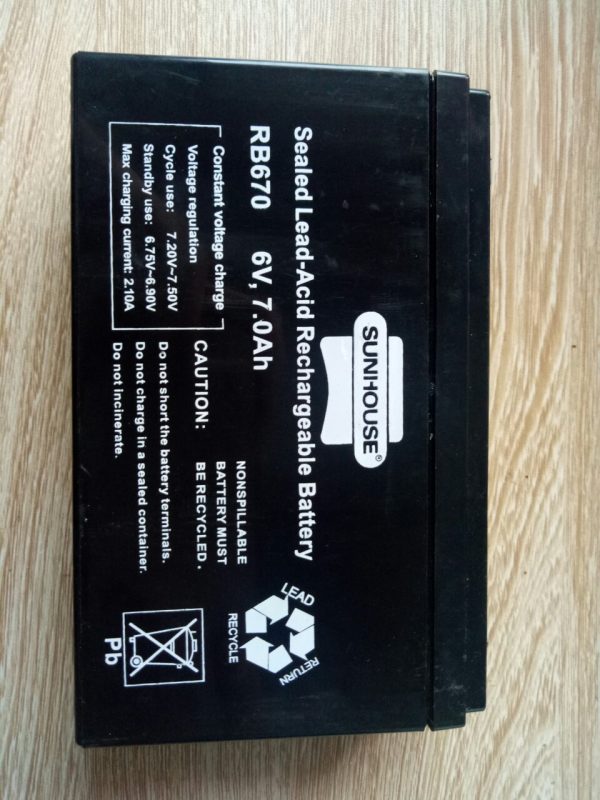 SUNHOUSE®
Sealed Lead-Acid Rechargeable Battery
RB670 6V, 7.0Ah
Constant voltage charge
Voltage regulation
Cycle use: 7.20V~7.50V
Standby use: 6.75V~6.90V
Max charging current: 2.10A
CAUTION:
Do not short the battery terminals.
Do not charge in a sealed container.
Do not incinerate.
NONSPILLABLE
BATTERY MUST
BE RECYCLED.
LEAD
RETURN
RECYCLE
Pb